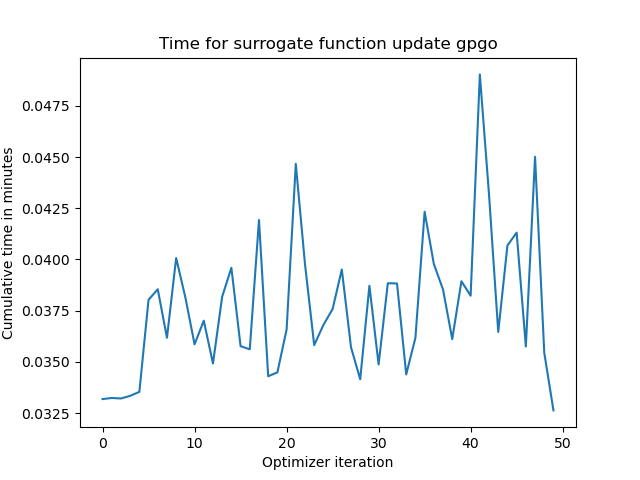 Time for surrogate function update gpgo
Cumulative time in minutes
0.0475
0.0450
0.0425
0.0400
0.0375
0.0350
0.0325
0 10 20 30 40 50
Optimizer iteration